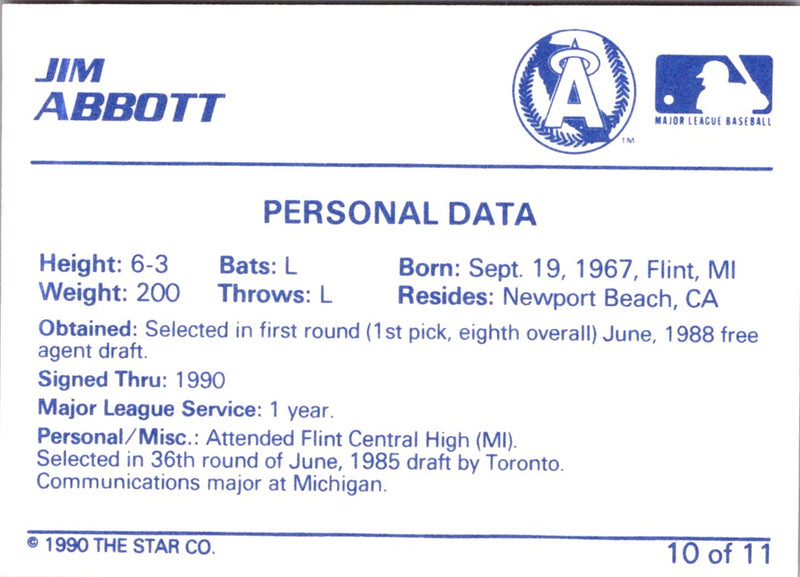 JIM
ABBOTT
A
TM
MAJOR LEAGUE BASEBALL
PERSONAL DATA
Height: 6-3 Bats: L Born: Sept. 19, 1967, Flint, MI
Weight: 200 Throws: L Resides: Newport Beach, CA
Obtained: Selected in first round (1st pick, eighth overall) June, 1988 free
agent draft.
Signed Thru: 1990
Major League Service: 1 year.
Personal/Misc.: Attended Flint Central High (MI).
Selected in 36th round of June, 1985 draft by Toronto.
Communications major at Michigan.
© 1990 THE STAR CO. 10 of 11